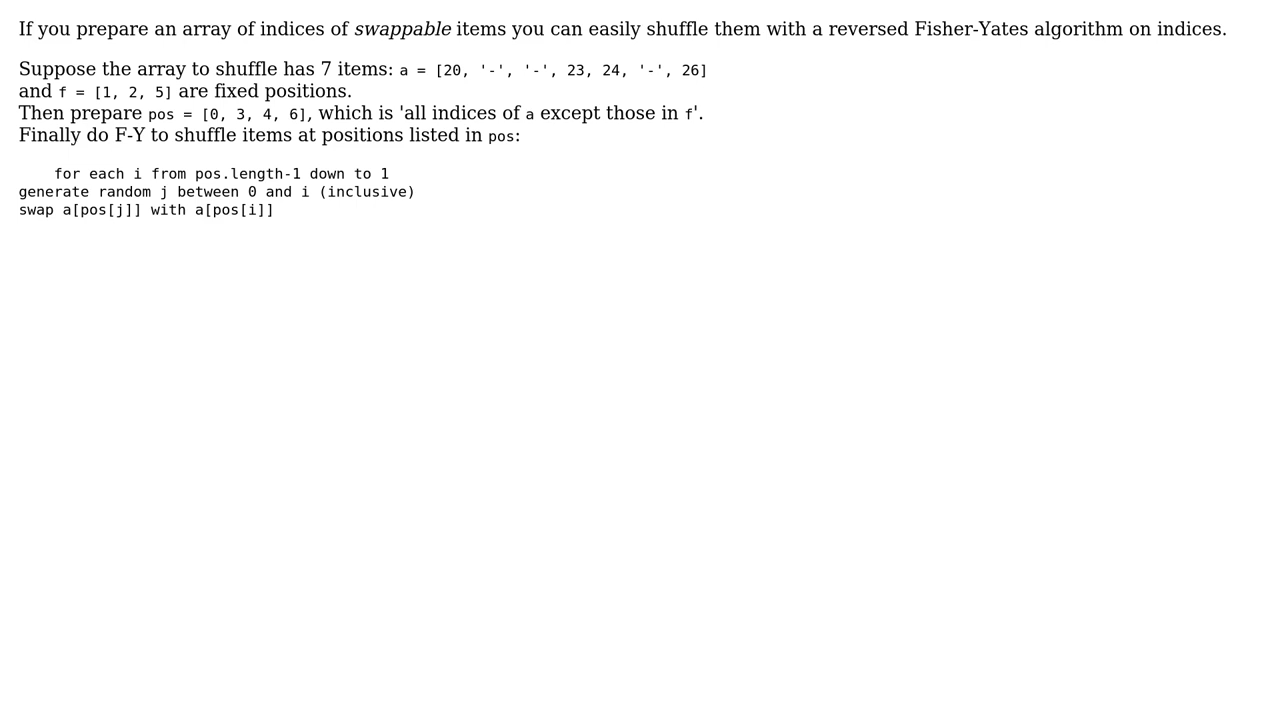 If you prepare an array of indices of swappable items you can easily shuffle them with a reversed Fisher-Yates algorithm on indices.
Suppose the array to shuffle has 7 items: a = [20, '-', '-', 23, 24, '-', 26]
and f = [1, 2, 5] are fixed positions.
Then prepare pos = [0, 3, 4, 6], which is 'all indices of a except those in f'.
Finally do F-Y to shuffle items at positions listed in pos:
    for each i from pos.length-1 down to 1
generate random j between 0 and i (inclusive)
swap a[pos[j]] with a[pos[i]]